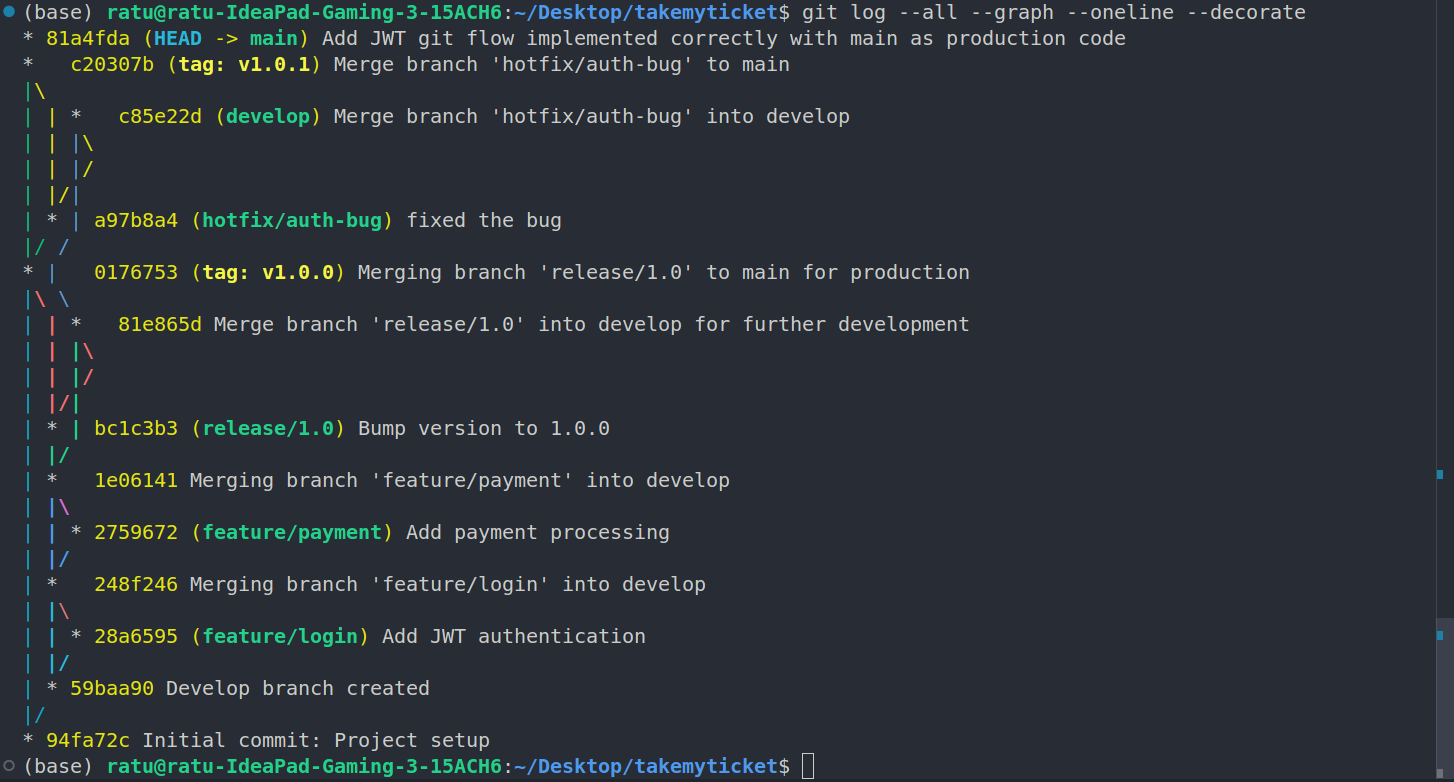 (base) ratu@ratu-IdeaPad-Gaming-3-15ACH6:~/Desktop/takemyticket$ git log --all --graph --oneline --decorate
* 81a4fda (HEAD -> main) Add JWT git flow implemented correctly with main as production code
*   c20307b (tag: v1.0.1) Merge branch 'hotfix/auth-bug' to main
|\
| | *   c85e22d (develop) Merge branch 'hotfix/auth-bug' into develop
| | |\
| | |/
| |/|
| * | a97b8a4 (hotfix/auth-bug) fixed the bug
|/ /
* |   0176753 (tag: v1.0.0) Merging branch 'release/1.0' to main for production
|\ \
| | *   81e865d Merge branch 'release/1.0' into develop for further development
| | |\
| | |/
| |/|
| * | bc1c3b3 (release/1.0) Bump version to 1.0.0
| |/
| *   1e06141 Merging branch 'feature/payment' into develop
| |\
| | * 2759672 (feature/payment) Add payment processing
| |/
| *   248f246 Merging branch 'feature/login' into develop
| |\
| | * 28a6595 (feature/login) Add JWT authentication
| |/
| * 59baa90 Develop branch created
|/
* 94fa72c Initial commit: Project setup
(base) ratu@ratu-IdeaPad-Gaming-3-15ACH6:~/Desktop/takemyticket$